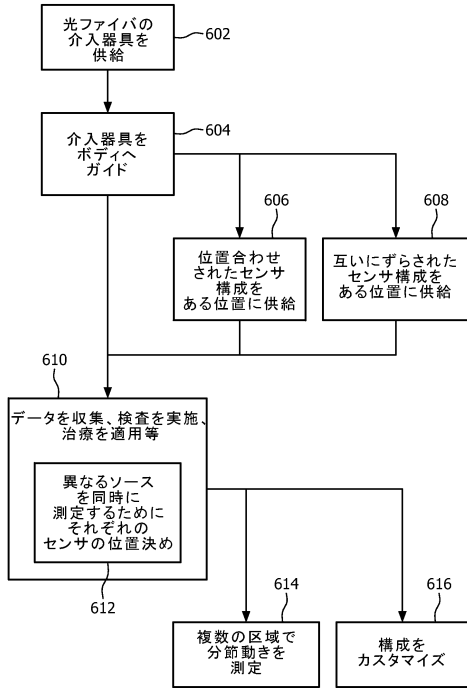 光ファイバの
介入器具を
供給
602
介入器具を
ボディへ
ガイド
604
606
608
位置合わせ
されたセンサ
構成を
ある位置に供給
互いにずらされた
センサ構成を
ある位置に供給
610
データを収集、検査を実施、
治療を適用等
異なるソース
を同時に
測定するために
それぞれの
センサの位置決め
612
614
616
複数の区域で
分節動きを
測定
構成を
カスタマイズ